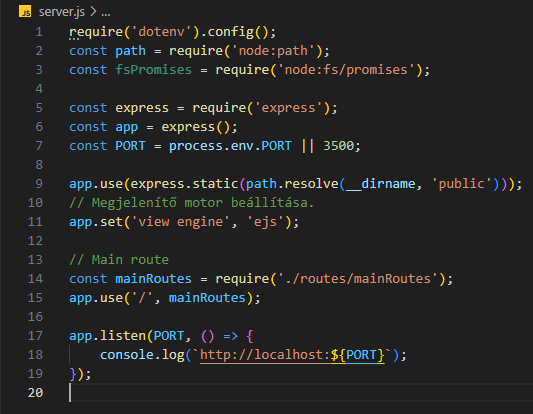 JS server.js > ...
1 require('dotenv').config();
2 const path = require('node:path');
3 const fsPromises = require('node:fs/promises');
4
5 const express = require('express');
6 const app = express();
7 const PORT = process.env.PORT || 3500;
8
9 app.use(express.static(path.resolve(__dirname, 'public')));
10 // Megjelenítő motor beállítása.
11 app.set('view engine', 'ejs');
12
13 // Main route
14 const mainRoutes = require('./routes/mainRoutes');
15 app.use('/', mainRoutes);
16
17 app.listen(PORT, () => {
18     console.log(`http://localhost:${PORT}`);
19 });
20